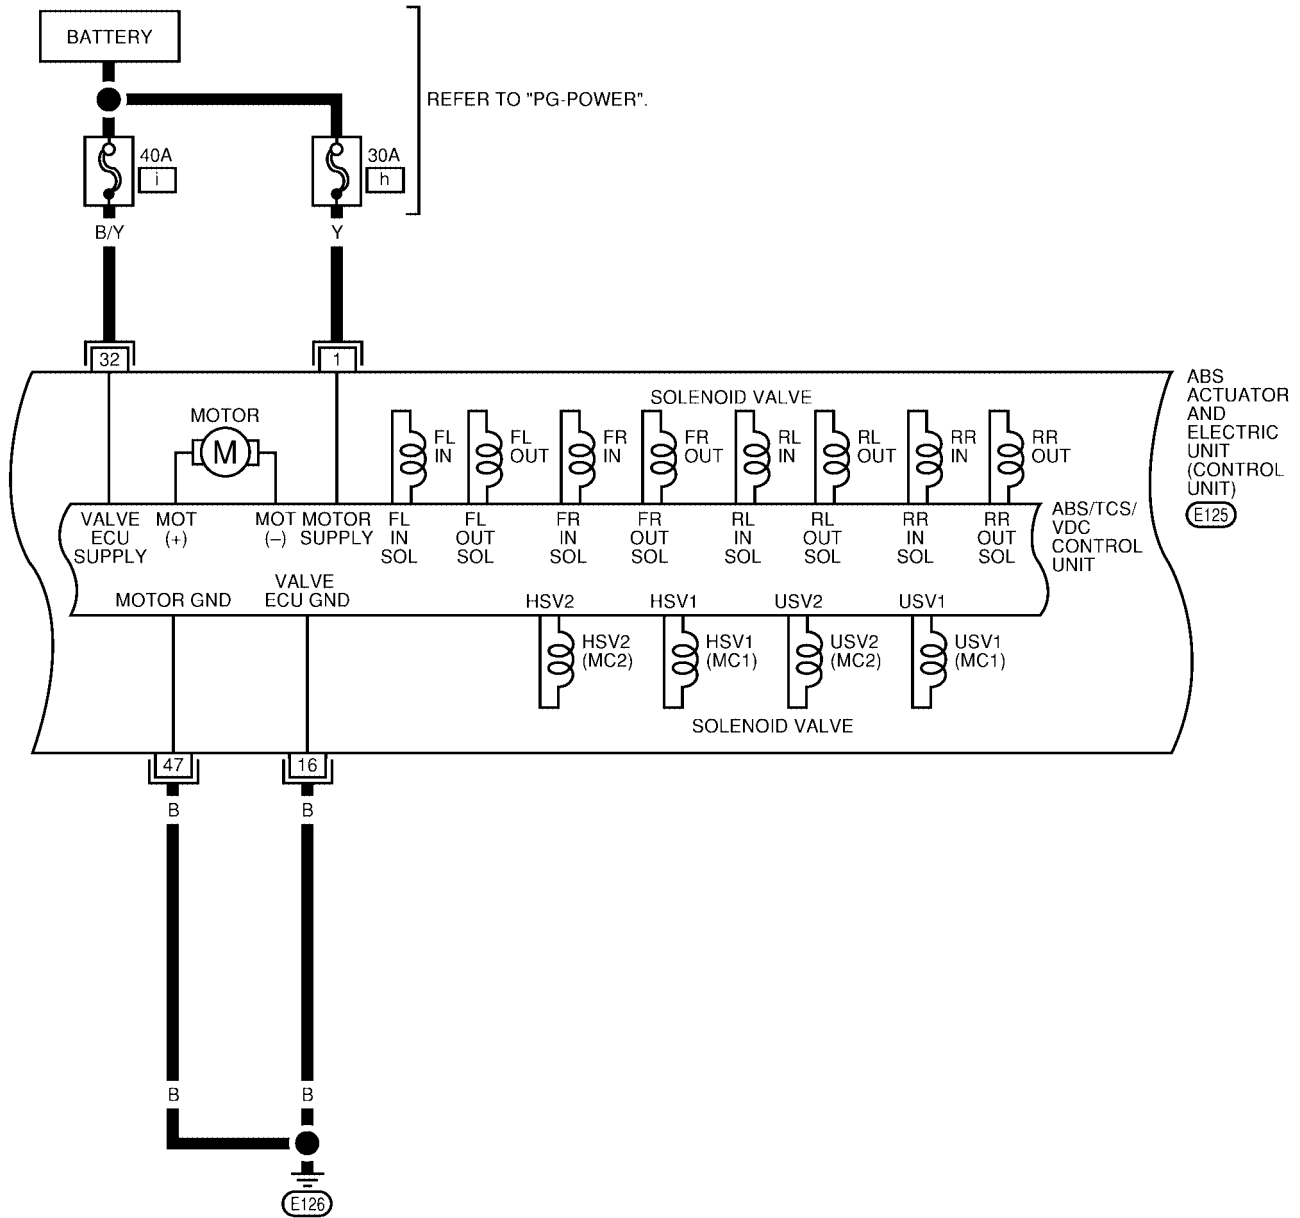 BATTERY
REFER TO "PG-POWER".
40A
i
30A
h
B/Y
Y
32
1
ABS
ACTUATOR
AND
ELECTRIC
UNIT
(CONTROL
UNIT)
E125
SOLENOID VALVE
MOTOR
M
FL
IN
FL
OUT
FR
IN
FR
OUT
RL
IN
RL
OUT
RR
IN
RR
OUT
VALVE
ECU
SUPPLY
MOT
(+)
MOT
(–)
MOTOR
SUPPLY
FL
IN
SOL
FL
OUT
SOL
FR
IN
SOL
FR
OUT
SOL
RL
IN
SOL
RL
OUT
SOL
RR
IN
SOL
RR
OUT
SOL
ABS/TCS/
VDC
CONTROL
UNIT
MOTOR GND
VALVE
ECU GND
HSV2
HSV1
USV2
USV1
HSV2
(MC2)
HSV1
(MC1)
USV2
(MC2)
USV1
(MC1)
SOLENOID VALVE
47
16
B
B
B
B
E126